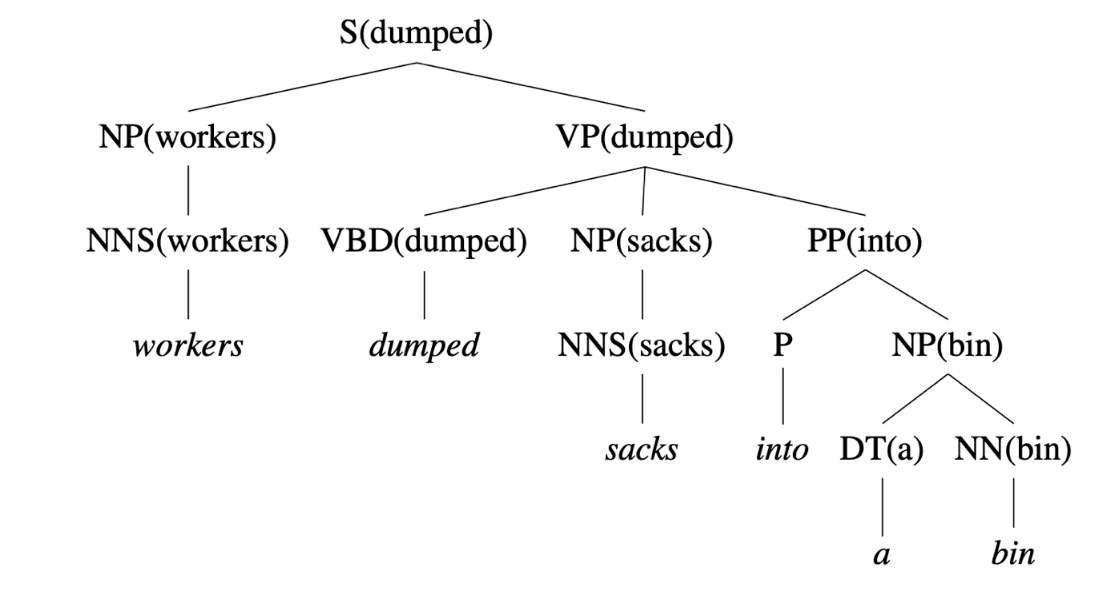 S(dumped)
NP(workers) VP(dumped)
NNS(workers) VBD(dumped) NP(sacks) PP(into)
workers dumped NNS(sacks) P NP(bin)
sacks into DT(a) NN(bin)
a bin